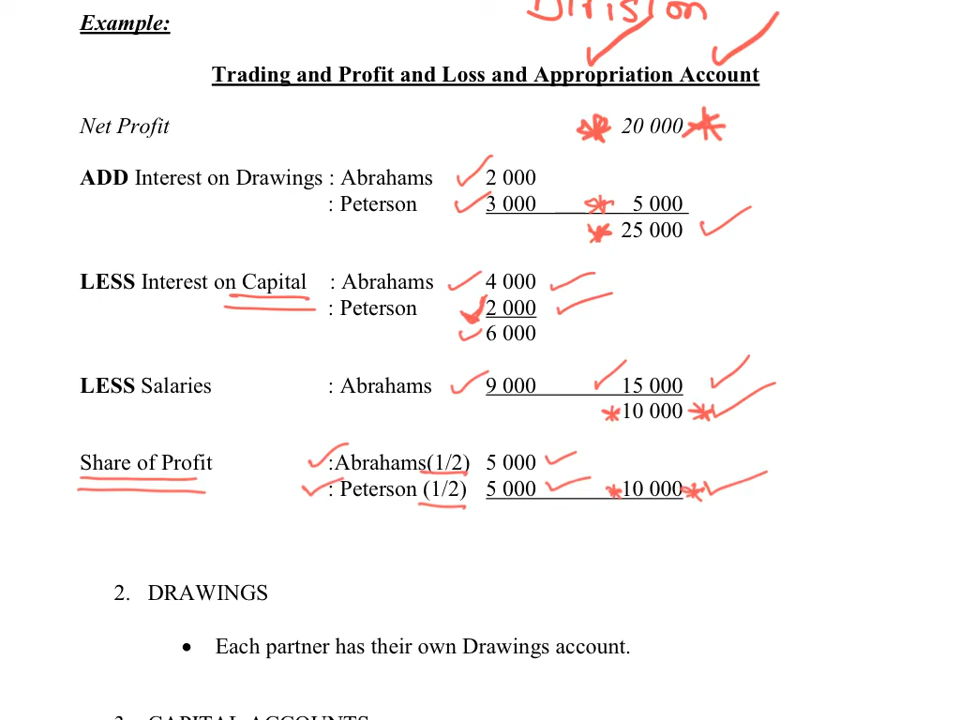 Division
Example:
Trading and Profit and Loss and Appropriation Account
Net Profit 20 000
ADD Interest on Drawings : Abrahams 2 000
: Peterson 3 000 5 000
25 000
LESS Interest on Capital : Abrahams 4 000
: Peterson 2 000
6 000
LESS Salaries : Abrahams 9 000 15 000
10 000
Share of Profit :Abrahams(1/2) 5 000
: Peterson (1/2) 5 000 10 000
2. DRAWINGS
• Each partner has their own Drawings account.
3. CAPITAL ACCOUNTS